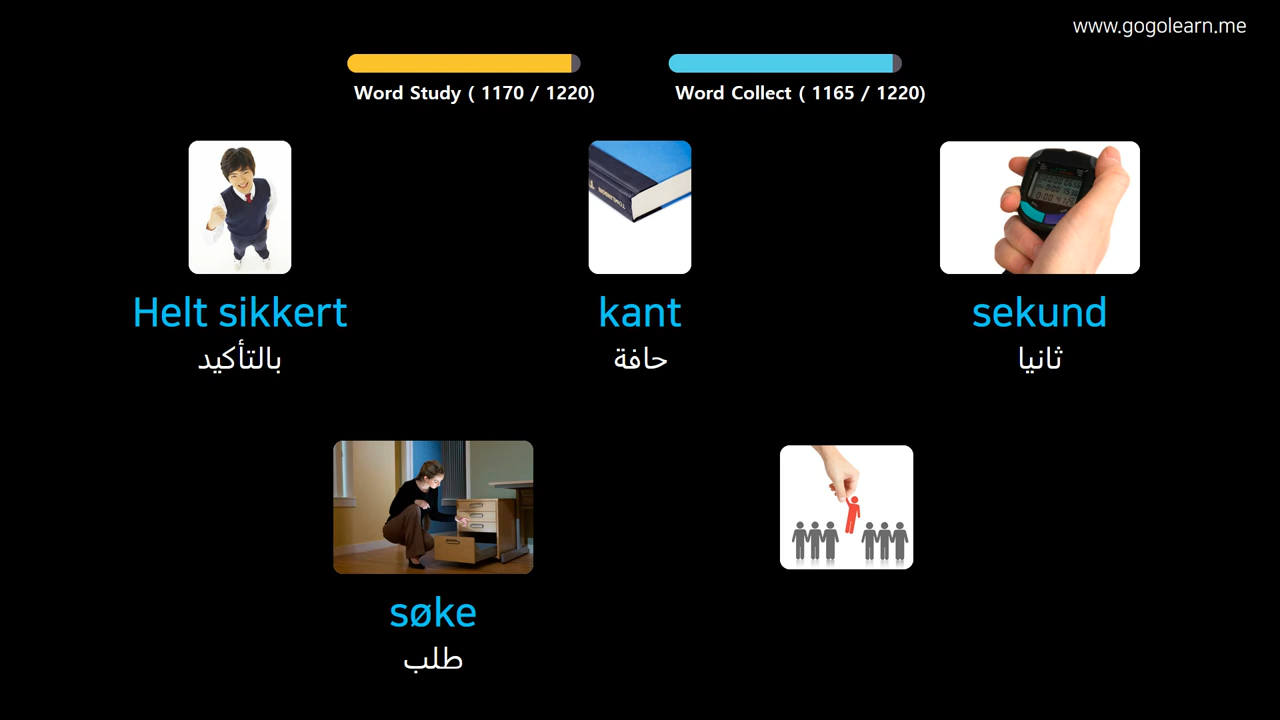 www.gogolearn.me
Word Study ( 1170 / 1220)
Word Collect ( 1165 / 1220)
TOMLINSON
Helt sikkert
kant
sekund
بالتأكيد
حافة
ثانيا
søke
طلب